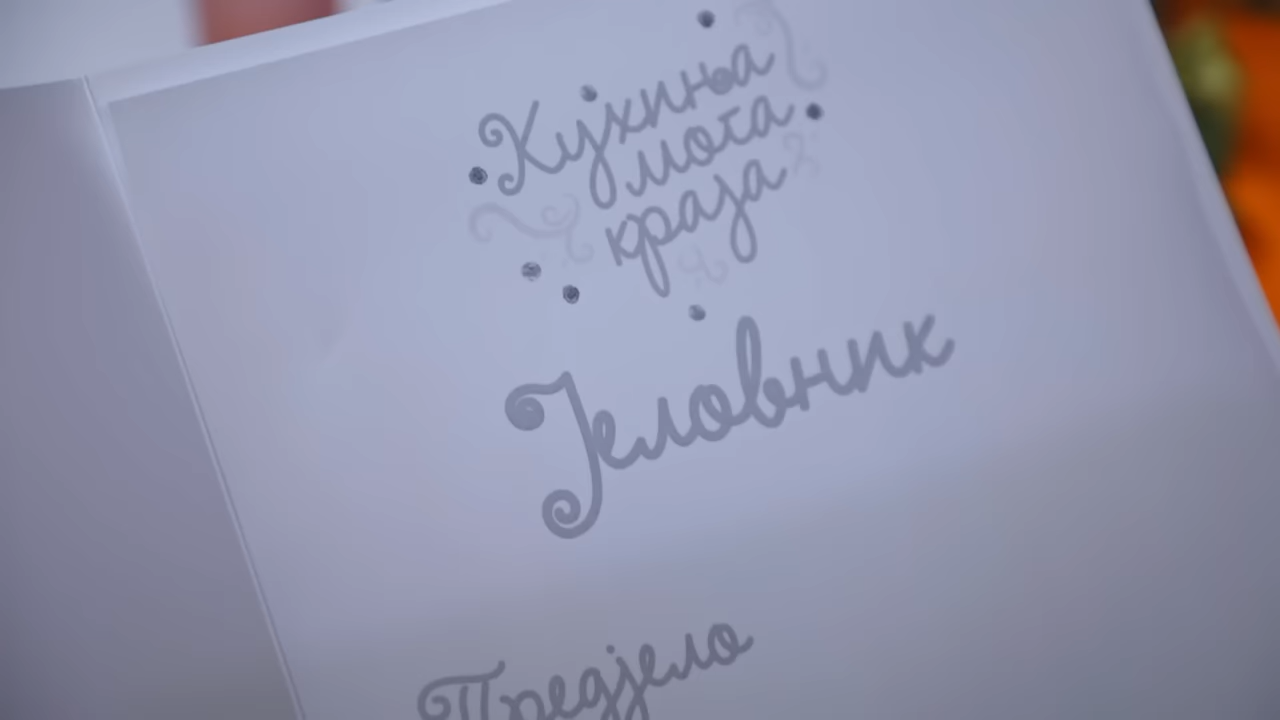 Кухиња
мога
краја
Јеловник
Предјело